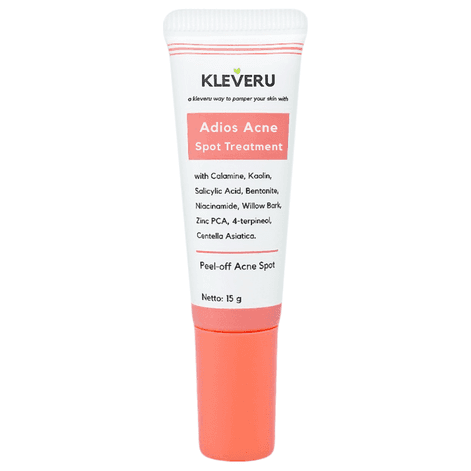 KLEVERU
a kleveru way to pamper your skin with
Adios Acne
Spot Treatment
with Calamine, Kaolin,
Salicylic Acid, Bentonite,
Niacinamide, Willow Bark,
Zinc PCA, 4-terpineol,
Centella Asiatica.
Peel-off Acne Spot
Netto: 15 g